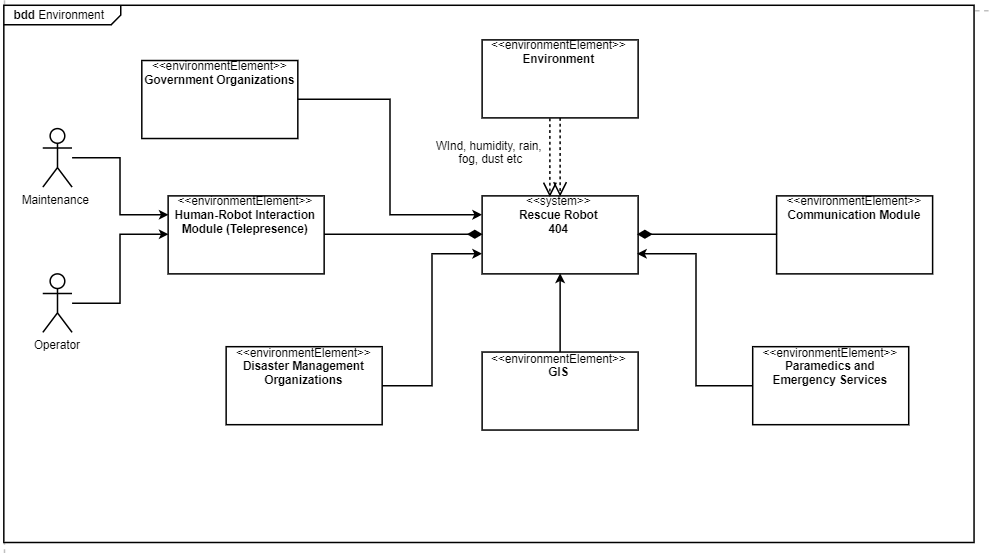 bdd Environment
<<environmentElement>>
Environment
<<environmentElement>>
Government Organizations
WInd, humidity, rain,
fog, dust etc
Maintenance
<<environmentElement>>
Human-Robot Interaction
Module (Telepresence)
<<system>>
Rescue Robot
404
<<environmentElement>>
Communication Module
Operator
<<environmentElement>>
Disaster Management
Organizations
<<environmentElement>>
GIS
<<environmentElement>>
Paramedics and
Emergency Services